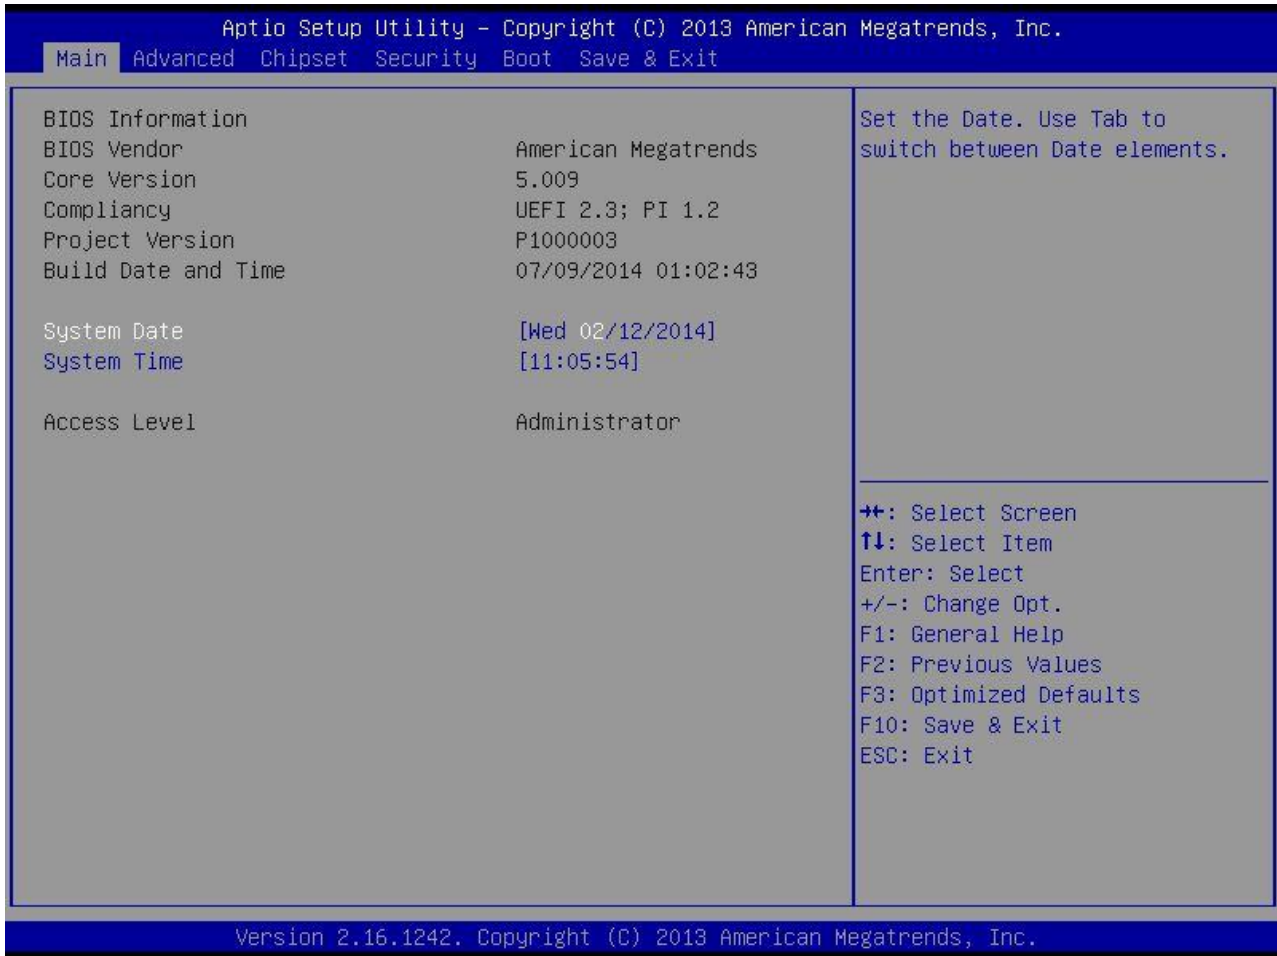 Aptio Setup Utility – Copyright (C) 2013 American Megatrends, Inc.
Main Advanced Chipset Security Boot Save & Exit
BIOS Information
BIOS Vendor American Megatrends
Core Version 5.009
Compliancy UEFI 2.3; PI 1.2
Project Version P1000003
Build Date and Time 07/09/2014 01:02:43
System Date [Wed 02/12/2014]
System Time [11:05:54]
Access Level Administrator
Set the Date. Use Tab to
switch between Date elements.
→←: Select Screen
↑↓: Select Item
Enter: Select
+/-: Change Opt.
F1: General Help
F2: Previous Values
F3: Optimized Defaults
F10: Save & Exit
ESC: Exit
Version 2.16.1242. Copyright (C) 2013 American Megatrends, Inc.